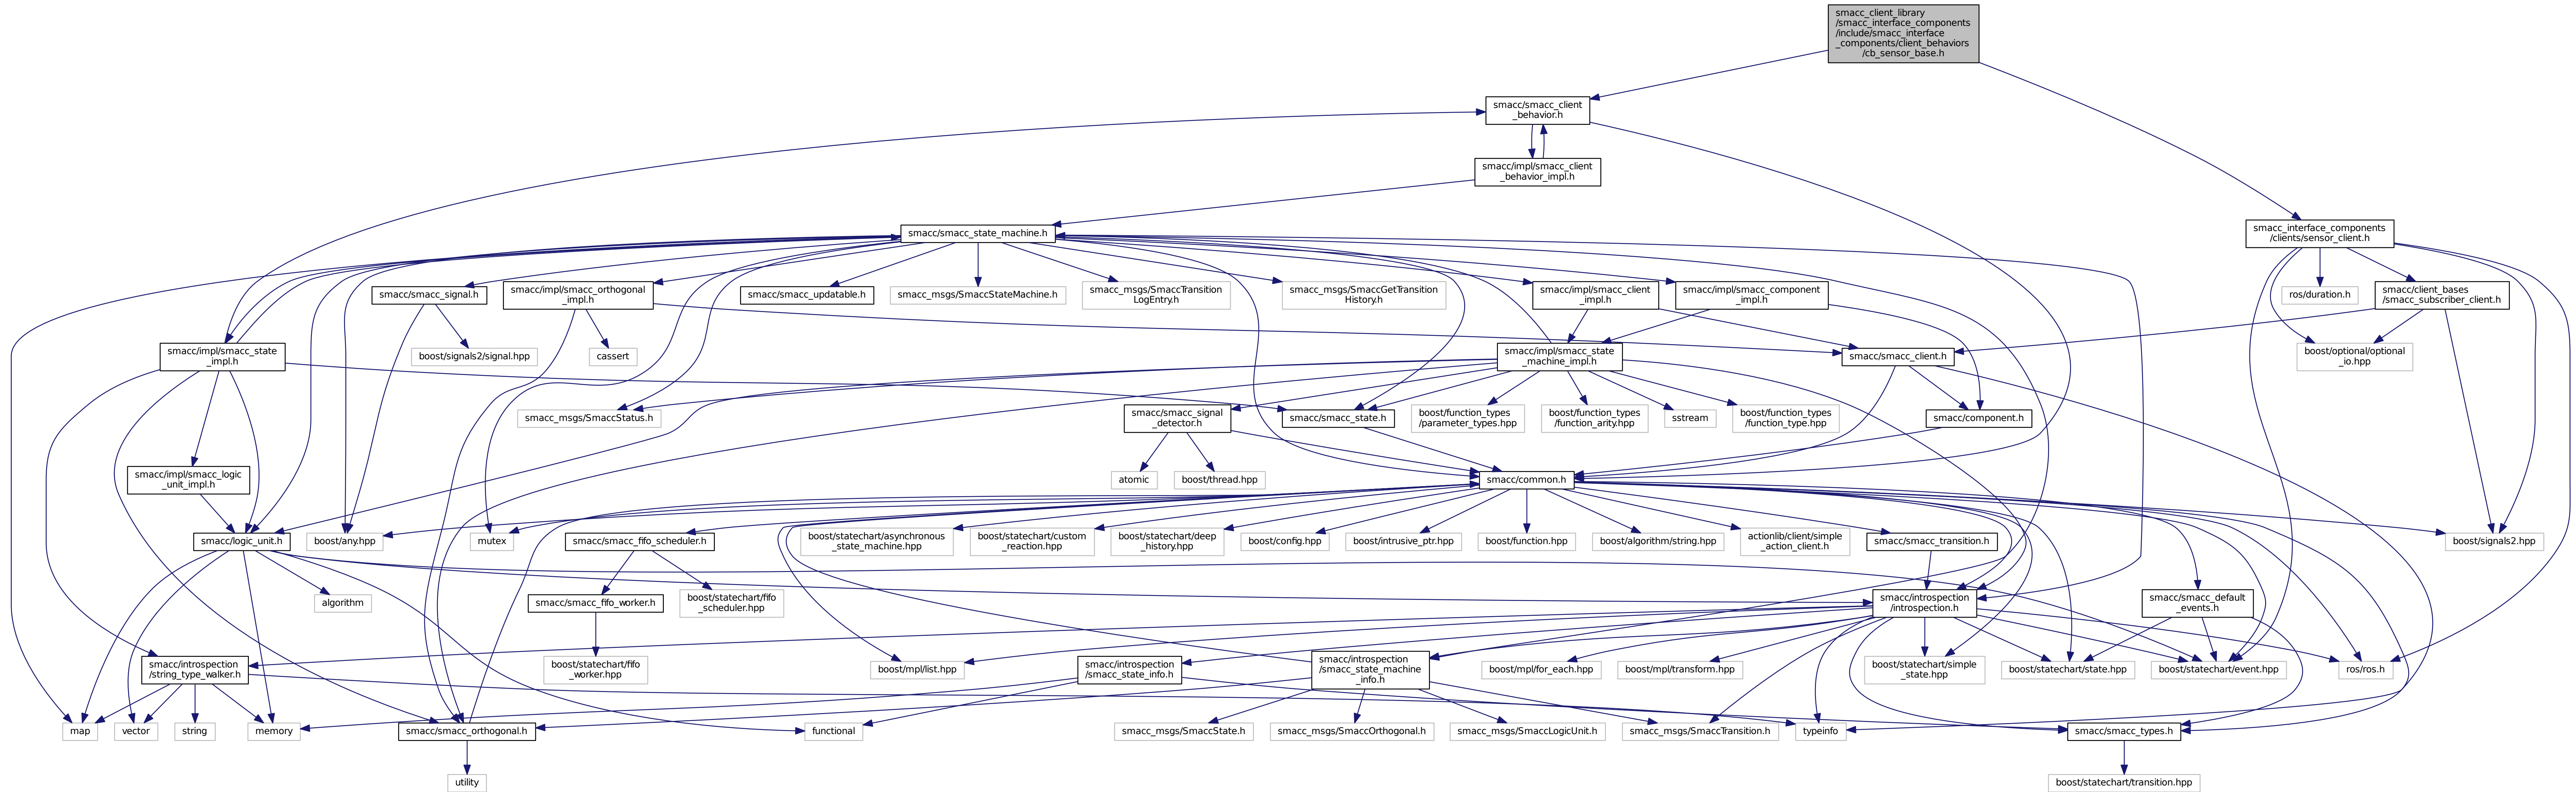 smacc_client_library
/smacc_interface_components
/include/smacc_interface
_components/client_behaviors
/cb_sensor_base.h
smacc/smacc_client
_behavior.h
smacc/impl/smacc_client
_behavior_impl.h
smacc/smacc_state_machine.h
smacc_interface_components
/clients/sensor_client.h
smacc/smacc_signal.h
smacc/impl/smacc_orthogonal
_impl.h
smacc/smacc_updatable.h
smacc_msgs/SmaccStateMachine.h
smacc_msgs/SmaccTransition
LogEntry.h
smacc_msgs/SmaccGetTransition
History.h
smacc/impl/smacc_client
_impl.h
smacc/impl/smacc_component
_impl.h
ros/duration.h
smacc/client_bases
/smacc_subscriber_client.h
smacc/impl/smacc_state
_impl.h
boost/signals2/signal.hpp
cassert
smacc/impl/smacc_state
_machine_impl.h
smacc/smacc_client.h
boost/optional/optional
_io.hpp
smacc_msgs/SmaccStatus.h
smacc/smacc_signal
_detector.h
smacc/smacc_state.h
boost/function_types
/parameter_types.hpp
boost/function_types
/function_arity.hpp
sstream
boost/function_types
/function_type.hpp
smacc/component.h
smacc/impl/smacc_logic
_unit_impl.h
atomic
boost/thread.hpp
smacc/common.h
smacc/logic_unit.h
boost/any.hpp
mutex
smacc/smacc_fifo_scheduler.h
boost/statechart/asynchronous
_state_machine.hpp
boost/statechart/custom
_reaction.hpp
boost/statechart/deep
_history.hpp
boost/config.hpp
boost/intrusive_ptr.hpp
boost/function.hpp
boost/algorithm/string.hpp
actionlib/client/simple
_action_client.h
smacc/smacc_transition.h
boost/signals2.hpp
algorithm
smacc/smacc_fifo_worker.h
boost/statechart/fifo
_scheduler.hpp
smacc/introspection
/introspection.h
smacc/smacc_default
_events.h
smacc/introspection
/string_type_walker.h
boost/statechart/fifo
_worker.hpp
boost/mpl/list.hpp
smacc/introspection
/smacc_state_info.h
smacc/introspection
/smacc_state_machine
_info.h
boost/mpl/for_each.hpp
boost/mpl/transform.hpp
boost/statechart/simple
_state.hpp
boost/statechart/state.hpp
boost/statechart/event.hpp
ros/ros.h
map
vector
string
memory
smacc/smacc_orthogonal.h
functional
smacc_msgs/SmaccState.h
smacc_msgs/SmaccOrthogonal.h
smacc_msgs/SmaccLogicUnit.h
smacc_msgs/SmaccTransition.h
typeinfo
smacc/smacc_types.h
utility
boost/statechart/transition.hpp